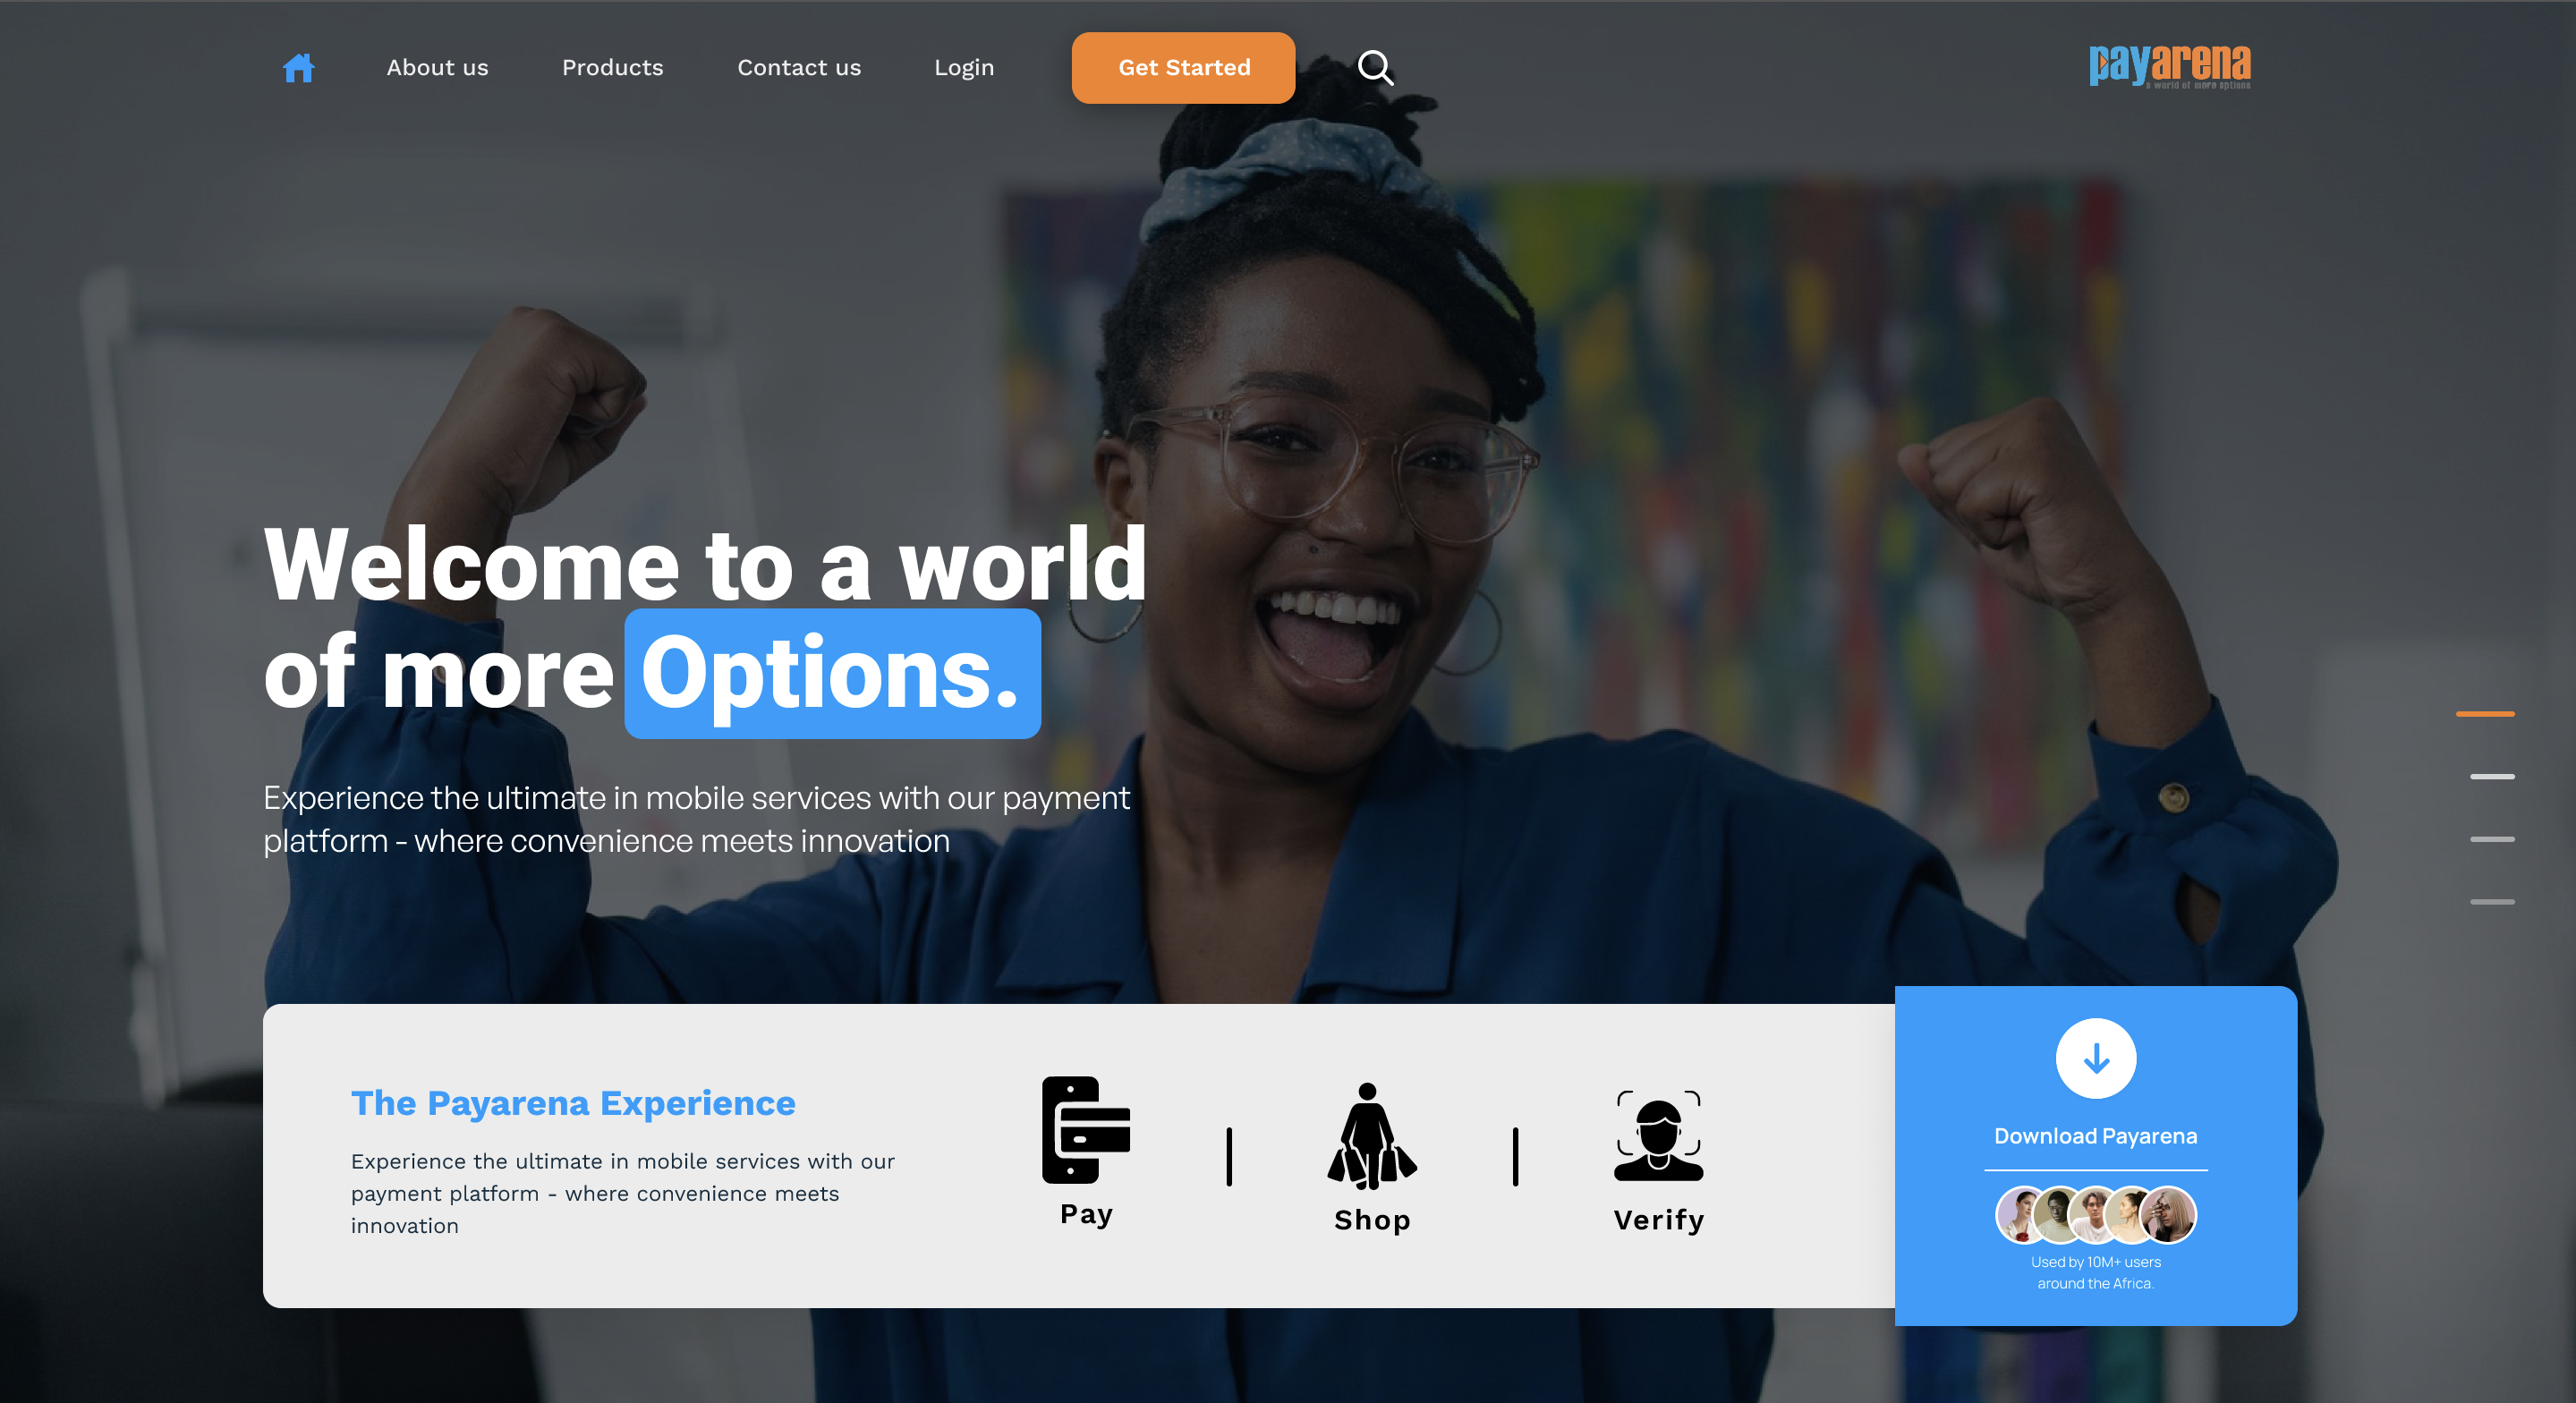 About us
Products
Contact us
Login
Get Started
payarena
a world of more options
Welcome to a world
of more Options.
Experience the ultimate in mobile services with our payment
platform - where convenience meets innovation
The Payarena Experience
Experience the ultimate in mobile services with our
payment platform - where convenience meets
innovation
Pay
Shop
Verify
Download Payarena
Used by 10M+ users
around the Africa.